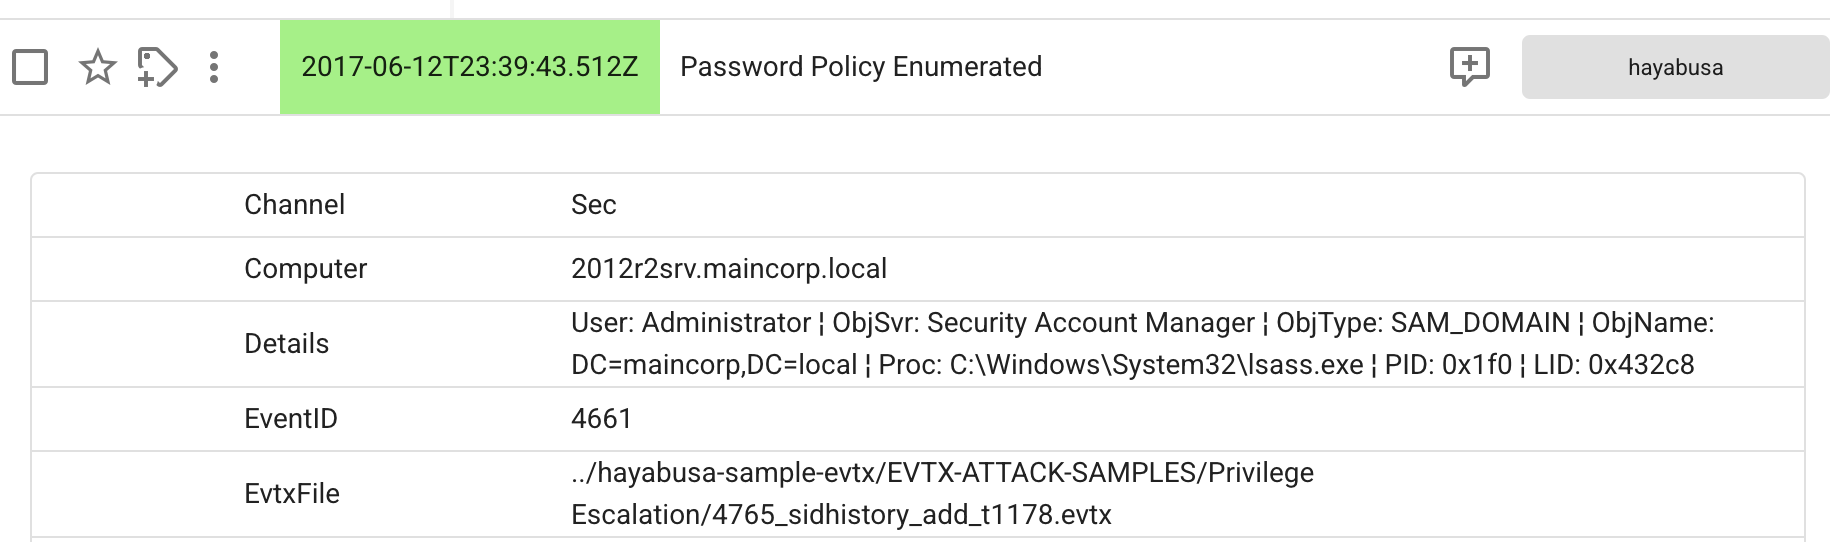 2017-06-12T23:39:43.512Z Password Policy Enumerated hayabusa
Channel Sec
Computer 2012r2srv.maincorp.local
Details User: Administrator ¦ ObjSvr: Security Account Manager ¦ ObjType: SAM_DOMAIN ¦ ObjName:
DC=maincorp,DC=local ¦ Proc: C:\Windows\System32\lsass.exe ¦ PID: 0x1f0 ¦ LID: 0x432c8
EventID 4661
EvtxFile ../hayabusa-sample-evtx/EVTX-ATTACK-SAMPLES/Privilege
Escalation/4765_sidhistory_add_t1178.evtx